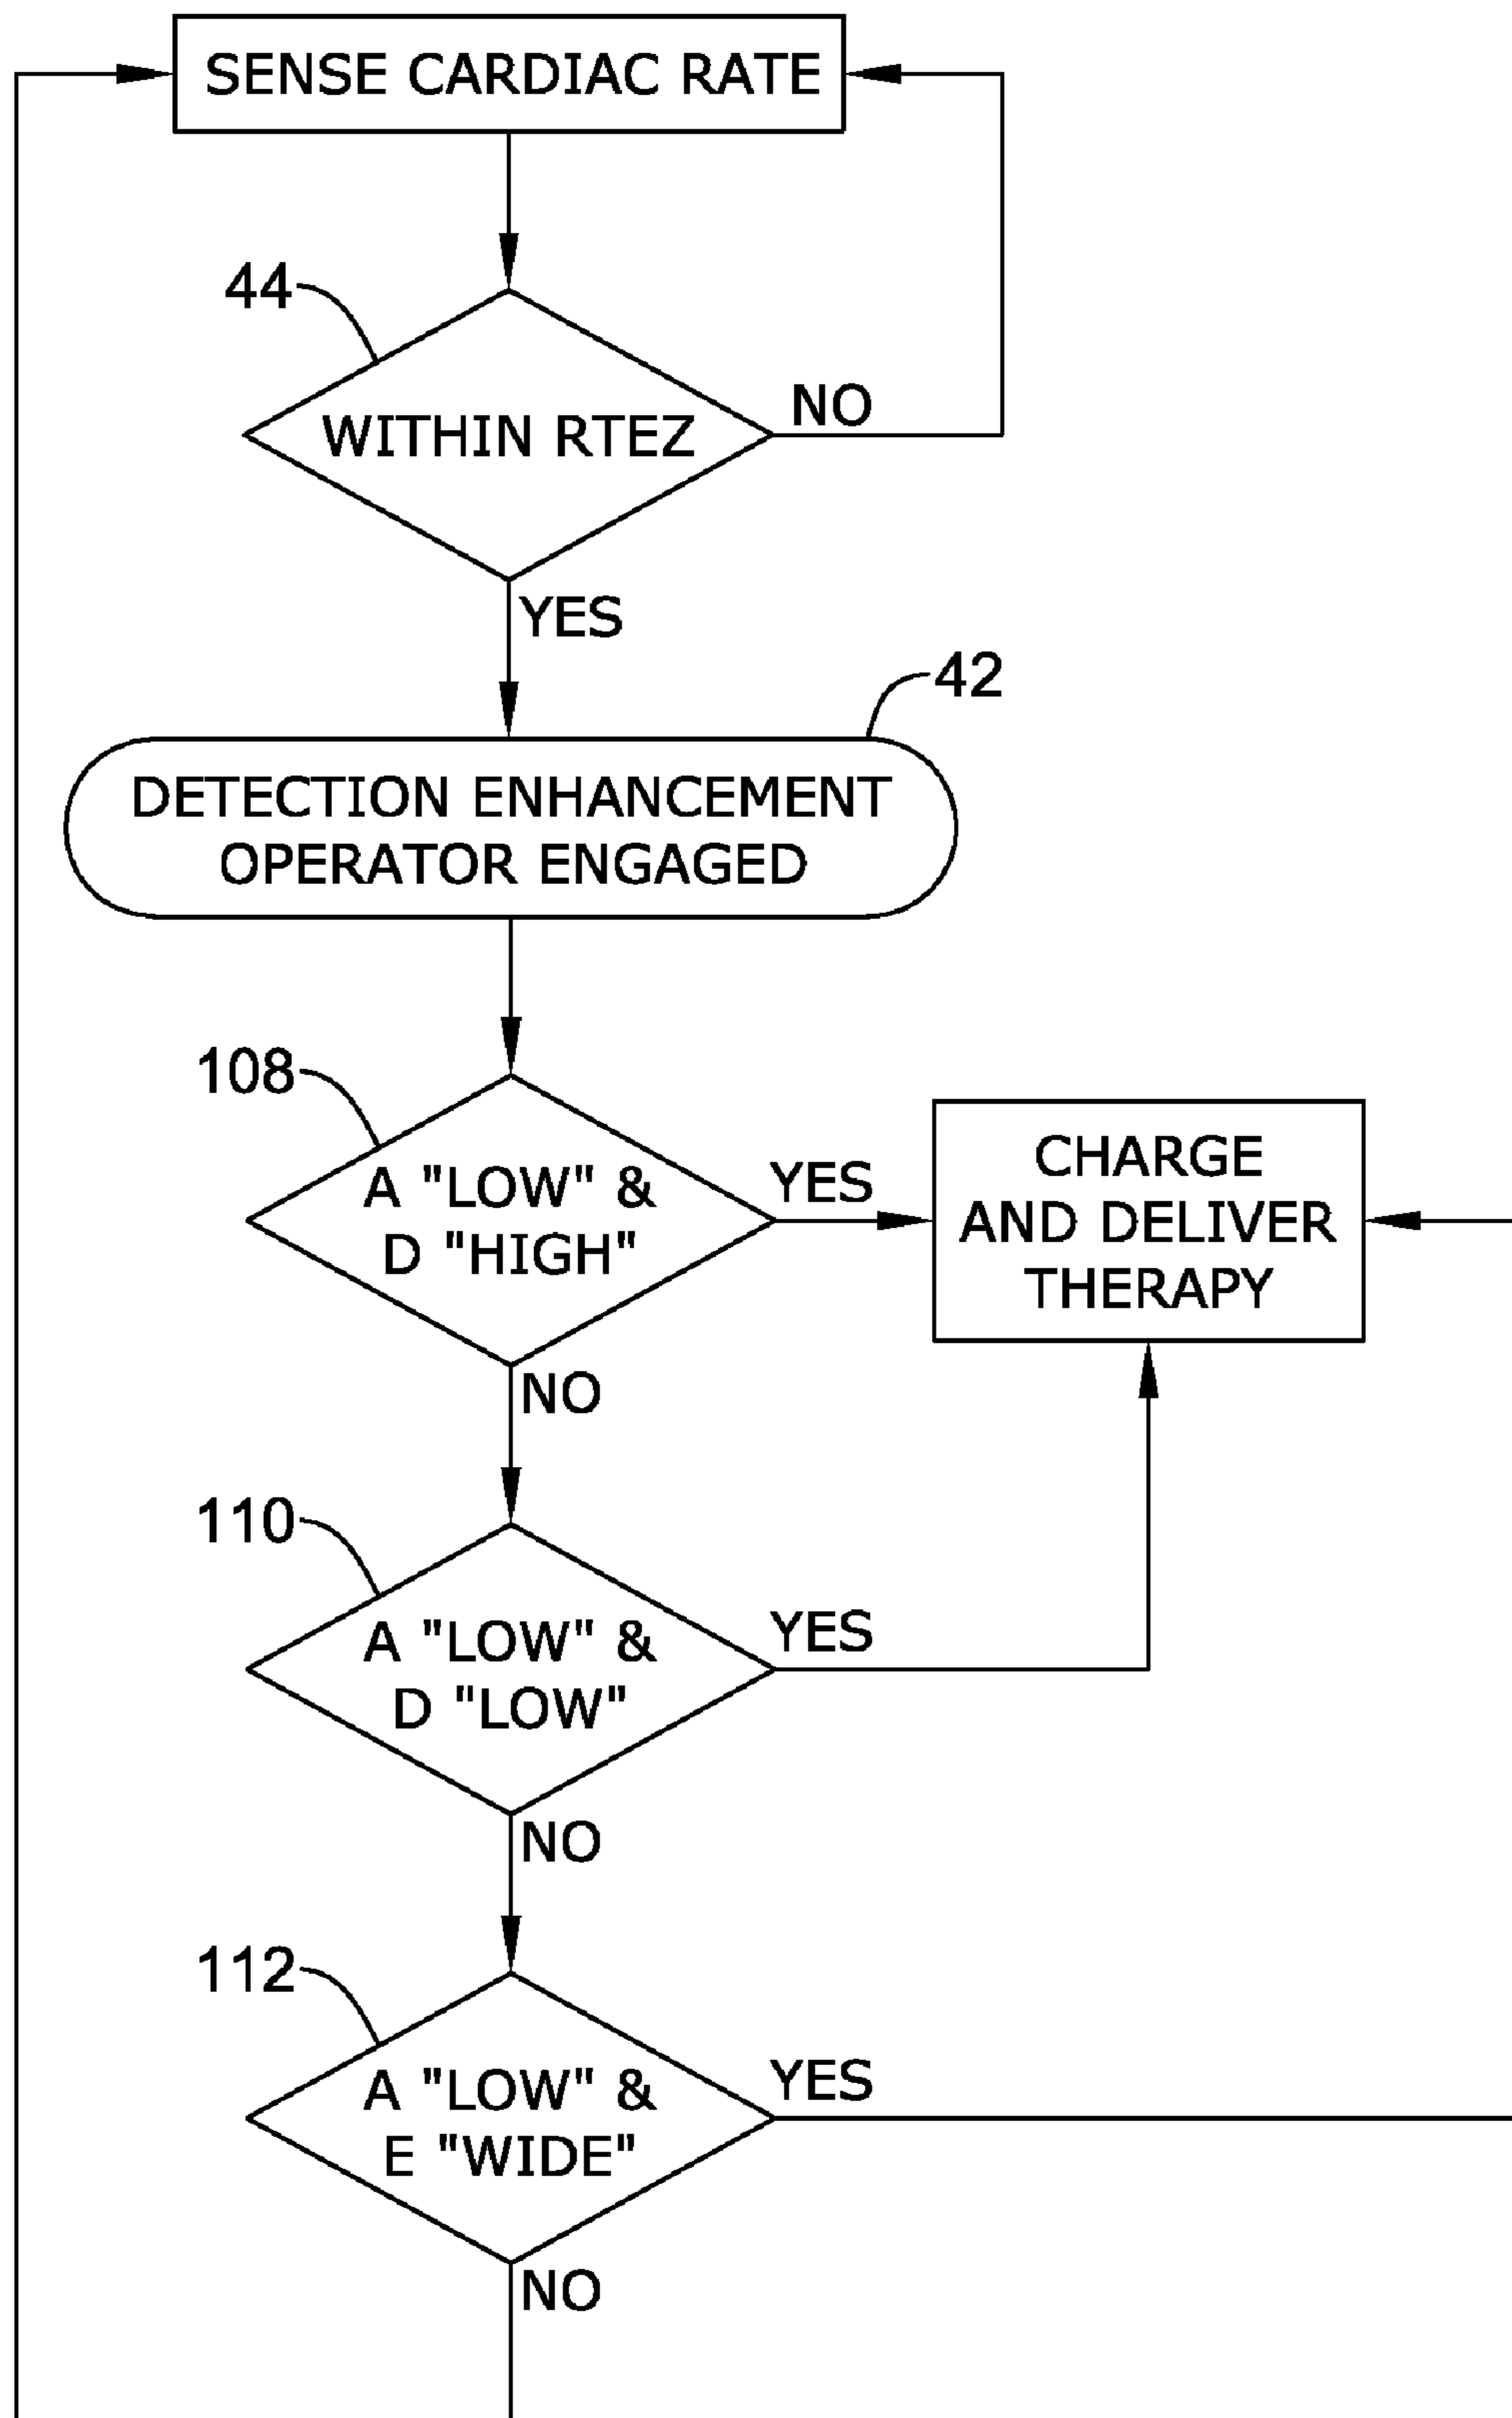 SENSE CARDIAC RATE
44
WITHIN RTEZ
NO
YES
42
DETECTION ENHANCEMENT
OPERATOR ENGAGED
108
A "LOW" &
D "HIGH"
YES
CHARGE
AND DELIVER
THERAPY
NO
110
A "LOW" &
D "LOW"
YES
NO
112
A "LOW" &
E "WIDE"
YES
NO